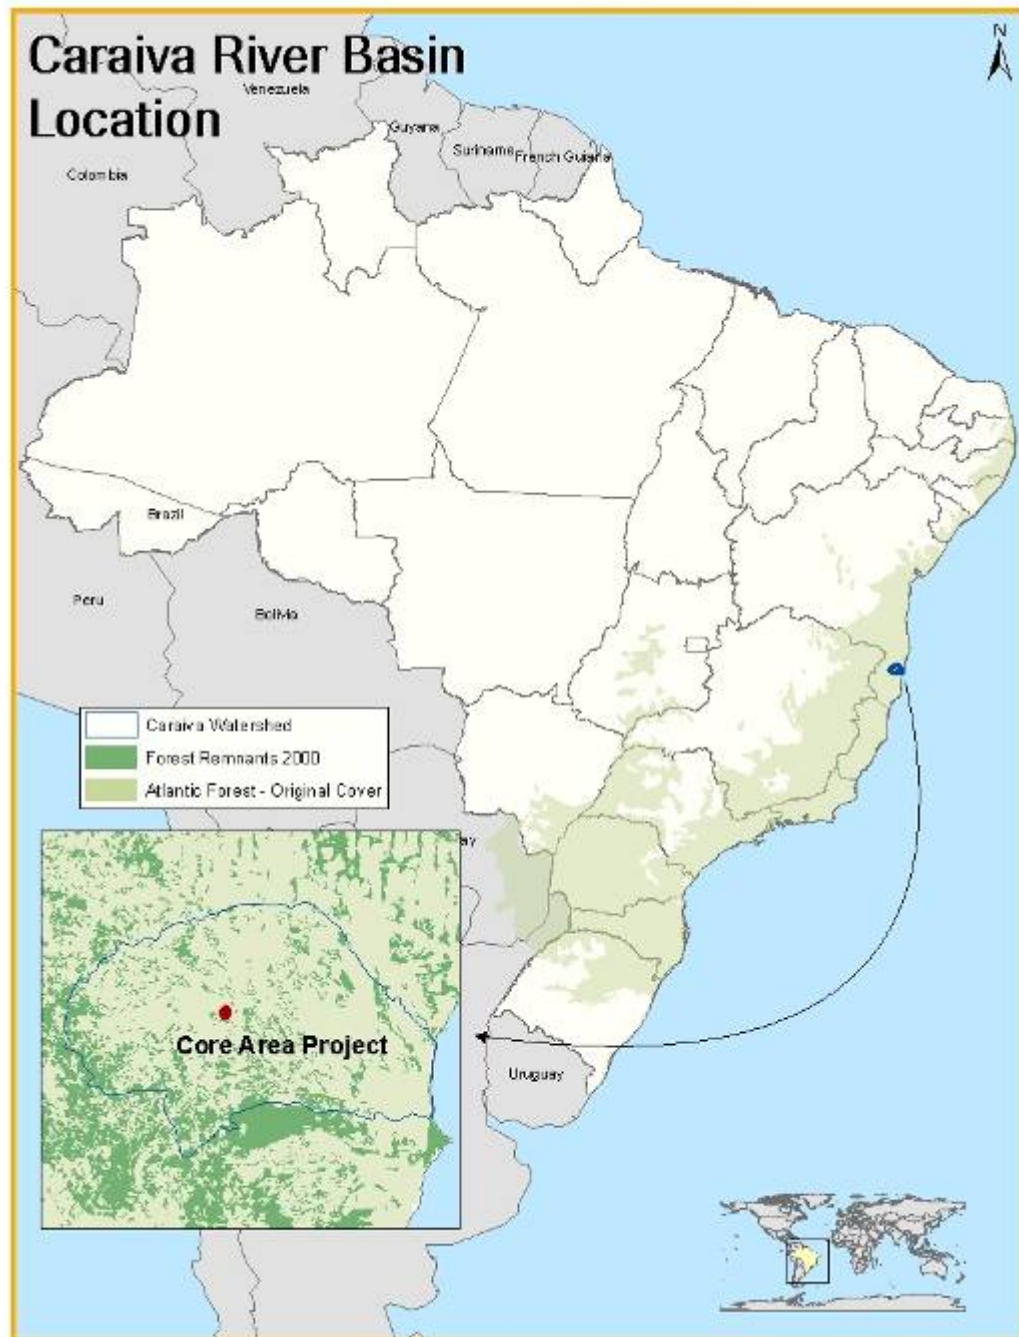 Caraiva River Basin
Location
N
Venezuela
Guyana
Suriname
French Guiana
Colombia
Brazil
Peru
Bolivia
Caraiva Watershed
Forest Remnants 2000
Atlantic Forest - Original Cover
ay
Core Area Project
Uruguay